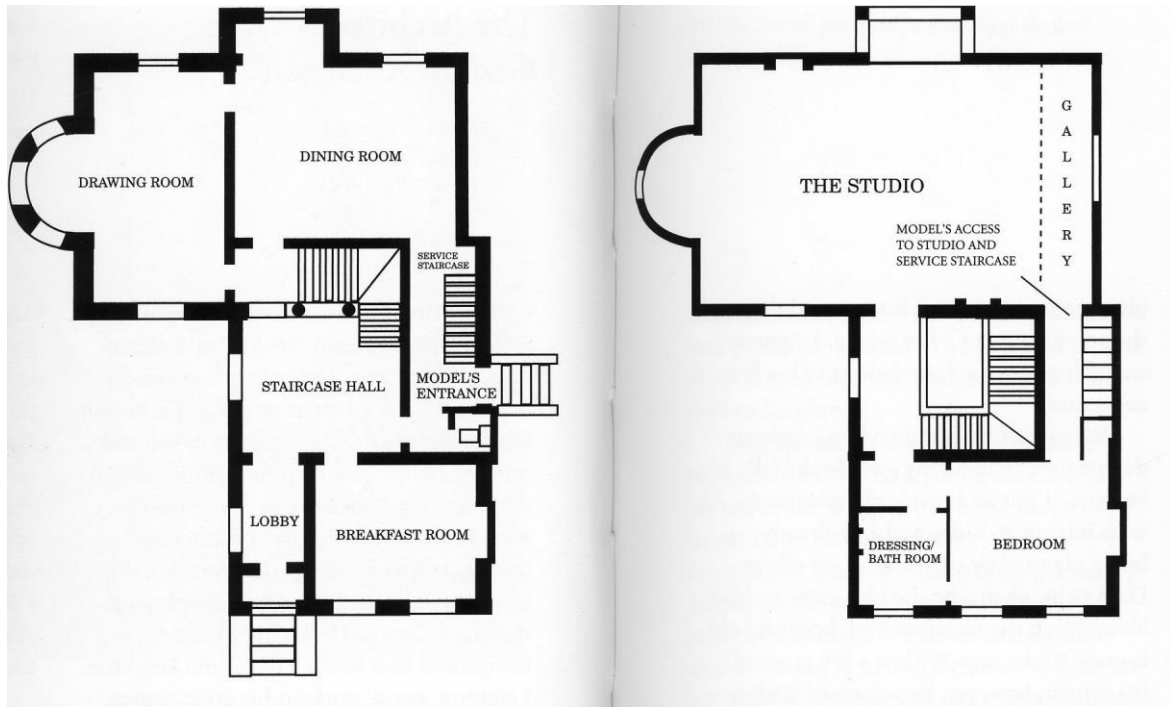 DRAWING ROOM
DINING ROOM
SERVICE
STAIRCASE
STAIRCASE HALL
MODEL'S
ENTRANCE
LOBBY
BREAKFAST ROOM
THE STUDIO
GALLERY
MODEL'S ACCESS
TO STUDIO AND
SERVICE STAIRCASE
DRESSING/
BATH ROOM
BEDROOM